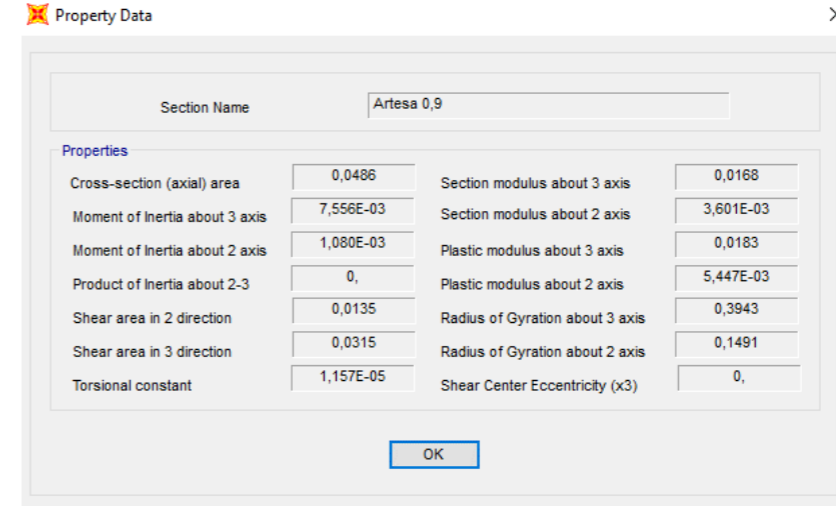 Property Data
Section Name Artesa 0,9
Properties
Cross-section (axial) area 0,0486 Section modulus about 3 axis 0,0168
Moment of Inertia about 3 axis 7,556E-03 Section modulus about 2 axis 3,601E-03
Moment of Inertia about 2 axis 1,080E-03 Plastic modulus about 3 axis 0,0183
Product of Inertia about 2-3 0, Plastic modulus about 2 axis 5,447E-03
Shear area in 2 direction 0,0135 Radius of Gyration about 3 axis 0,3943
Shear area in 3 direction 0,0315 Radius of Gyration about 2 axis 0,1491
Torsional constant 1,157E-05 Shear Center Eccentricity (x3) 0,
OK